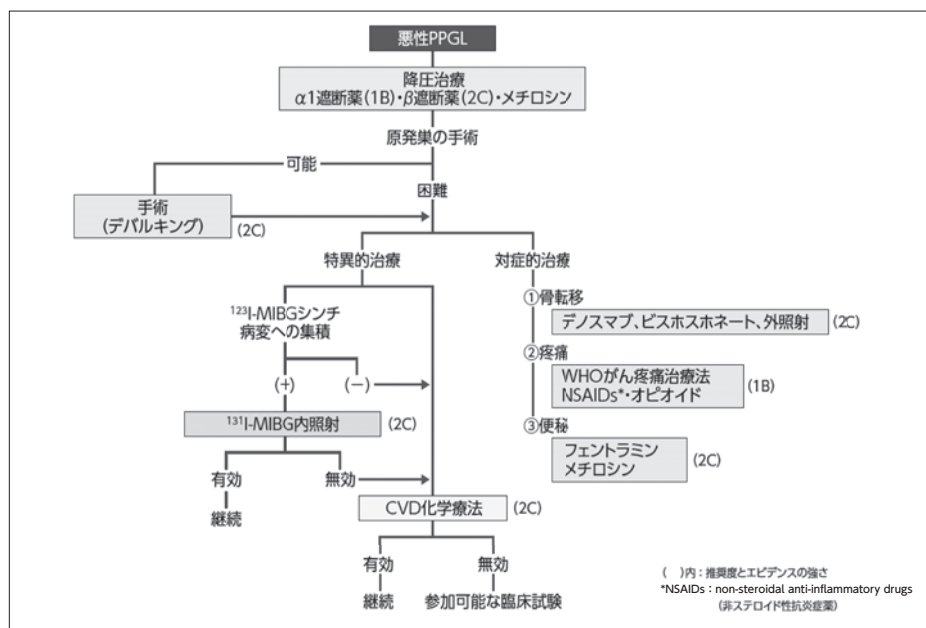 悪性PPGL
降圧治療
α1遮断薬(1B)・β遮断薬(2C)・メチロシン
原発巣の手術
可能
困難
手術
(デバルキング)
(2C)
特異的治療
対症的治療
¹²³I-MIBGシンチ
病変への集積
(+)
(−)
¹³¹I-MIBG内照射
(2C)
有効
無効
継続
CVD化学療法
(2C)
有効
無効
継続
参加可能な臨床試験
①骨転移
デノスマブ、ビスホスホネート、外照射
(2C)
②疼痛
WHOがん疼痛治療法
NSAIDs*・オピオイド
(1B)
③便秘
フェントラミン
メチロシン
(2C)
( )内:推奨度とエビデンスの強さ
*NSAIDs:non-steroidal anti-inflammatory drugs
(非ステロイド性抗炎症薬)